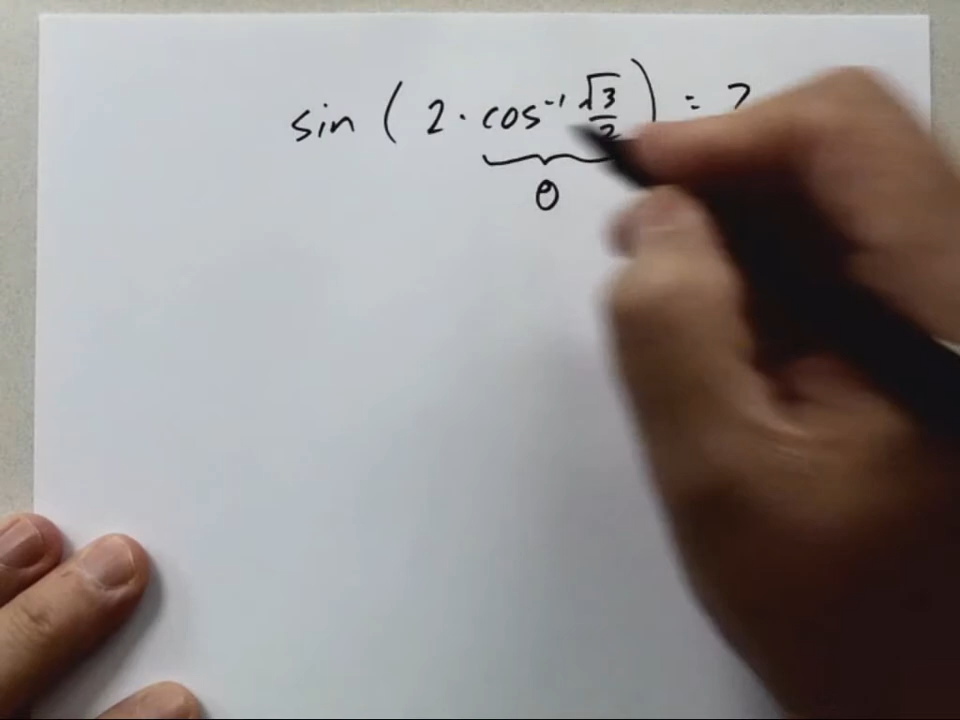 sin ( 2 · cos⁻¹ √3/2 ) = ?
θ